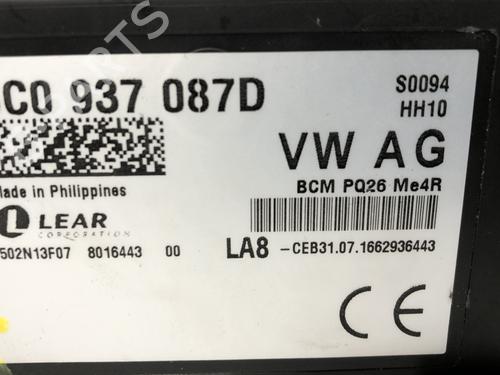 C0 937 087D
S0094
HH10
VW AG
BCM PQ26 Me4R
Made in Philippines
LEAR
CORPORATION
502N13F07 8016443 00
LA8 -CEB31.07.1662936443
CE